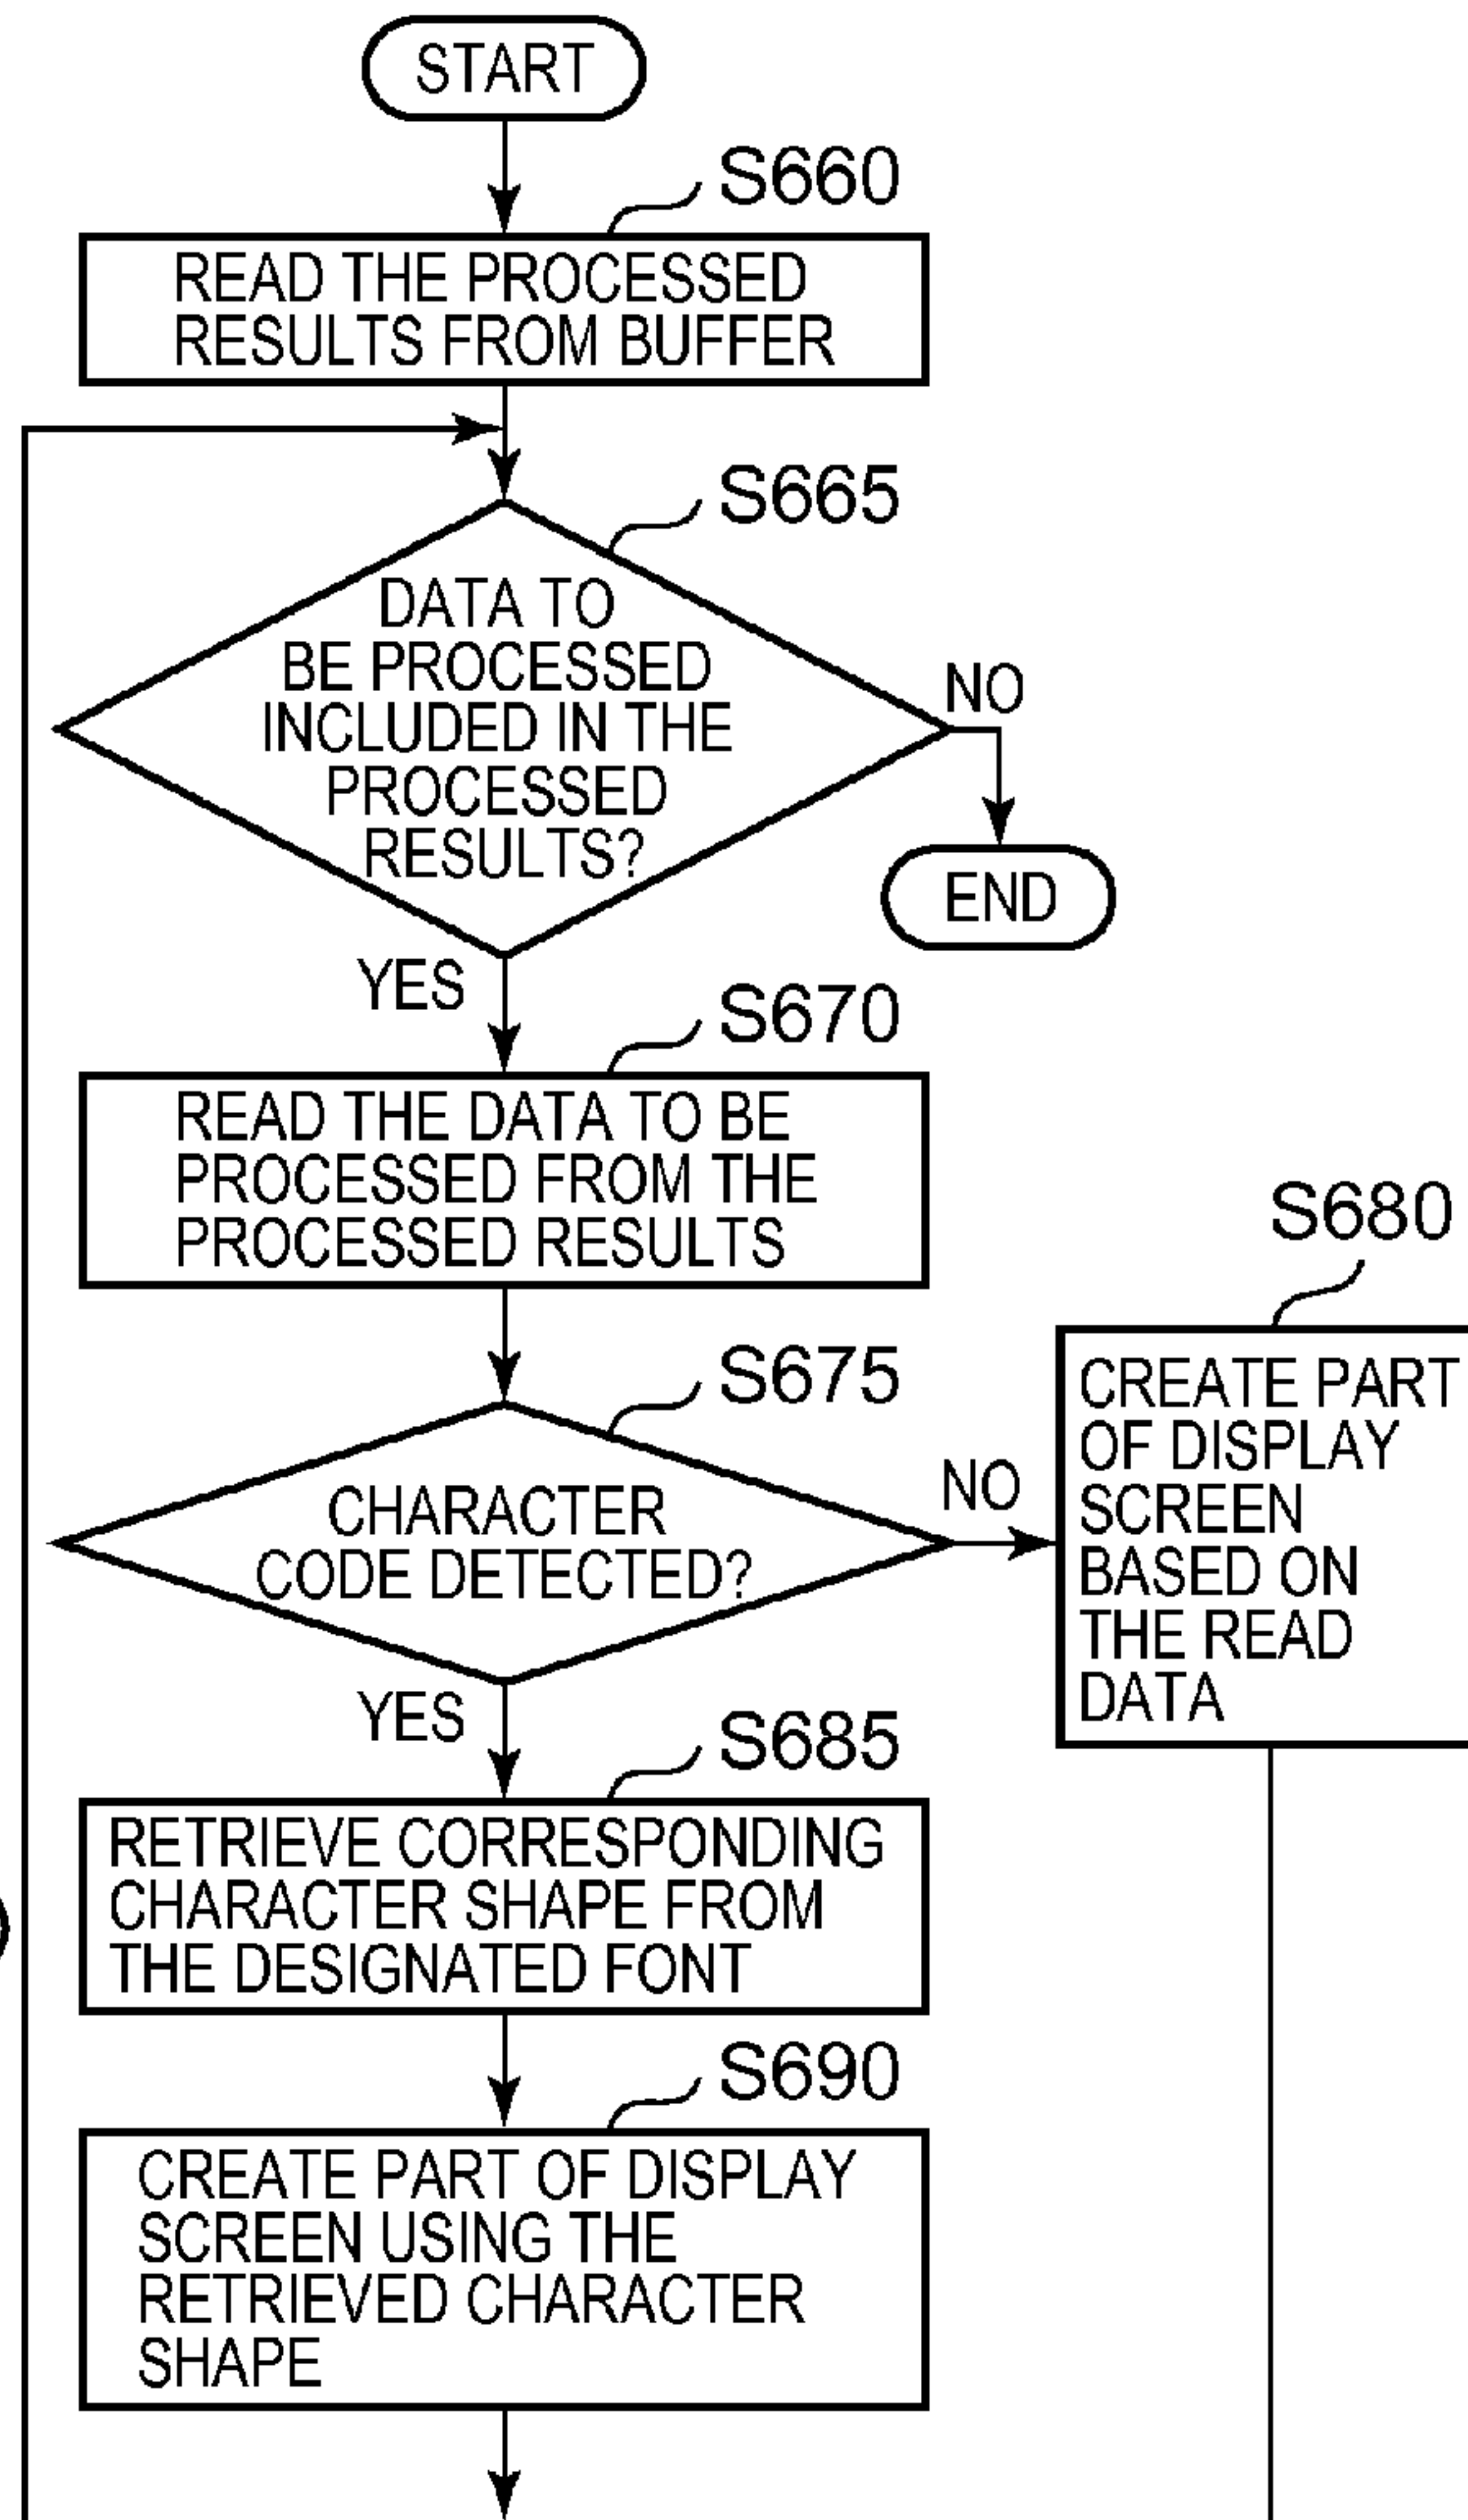 START
S660
READ THE PROCESSED
RESULTS FROM BUFFER
S665
DATA TO
BE PROCESSED
INCLUDED IN THE
PROCESSED
RESULTS?
NO
END
YES
S670
READ THE DATA TO BE
PROCESSED FROM THE
PROCESSED RESULTS
S675
CHARACTER
CODE DETECTED?
NO
S680
CREATE PART
OF DISPLAY
SCREEN
BASED ON
THE READ
DATA
YES
S685
RETRIEVE CORRESPONDING
CHARACTER SHAPE FROM
THE DESIGNATED FONT
S690
CREATE PART OF DISPLAY
SCREEN USING THE
RETRIEVED CHARACTER
SHAPE